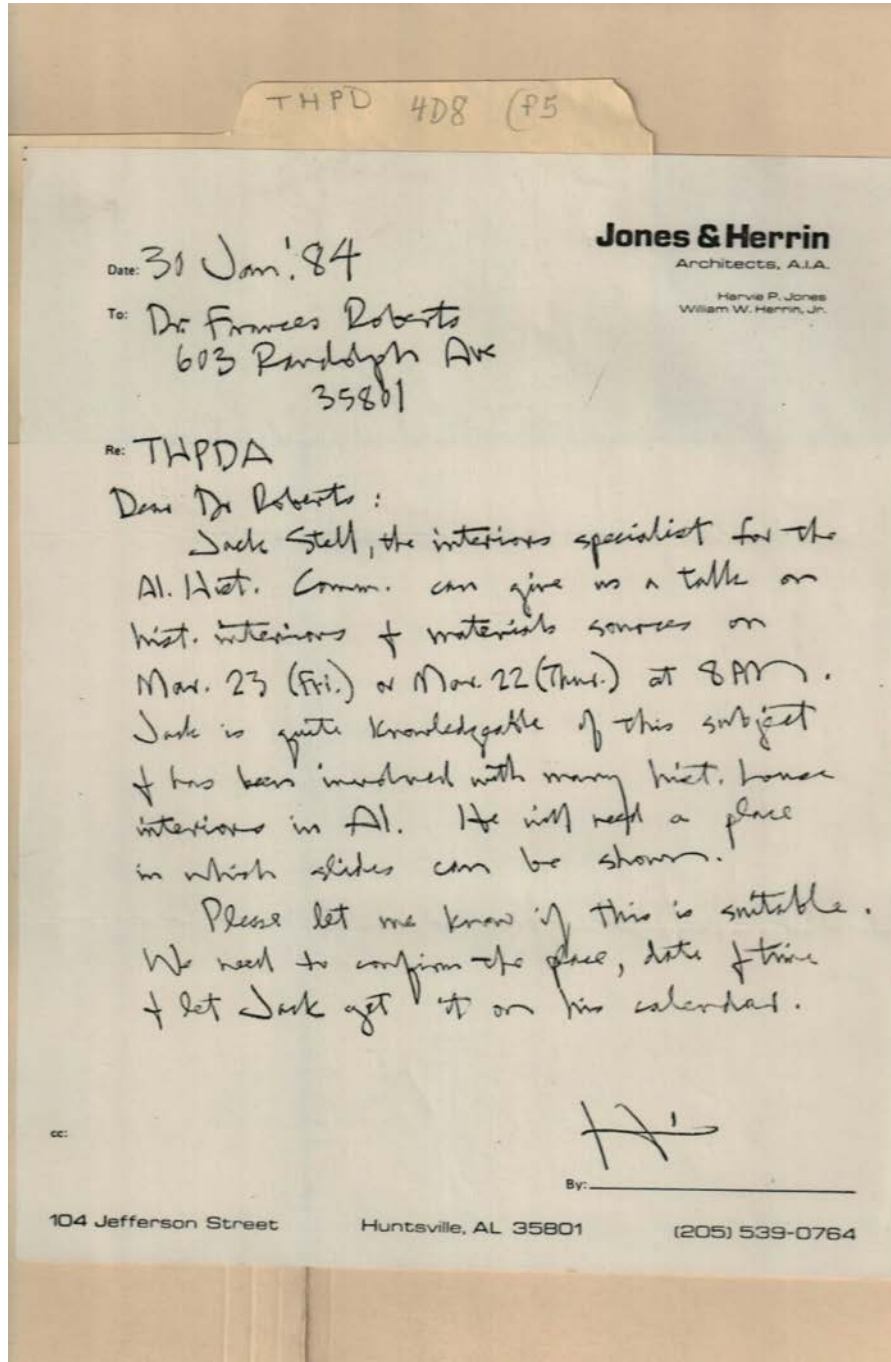 THPD 4D8 (f5
Jones & Herrin
Architects, A.I.A.
Harvie P. Jones
William W. Herrin, Jr.
Date: 30 Jan. '84
To: Dr. Frances Roberts
603 Randolph Ave
35801
Re: THPDA
Dear Dr Roberts:
Jack Stell, the interiors specialist for the
Al. Hist. Comm. can give us a talk on
hist. interiors & materials sources on
Mar. 23 (Fri.) or Mar. 22 (Thur.) at 8 PM.
Jack is quite knowledgeable of this subject
& has been involved with many hist. house
interiors in Al. He will need a place
in which slides can be shown.
Please let me know if this is suitable.
We need to confirm the place, date & time
& let Jack get it on his calendar.
cc:
By:
104 Jefferson Street Huntsville, AL 35801 (205) 539-0764